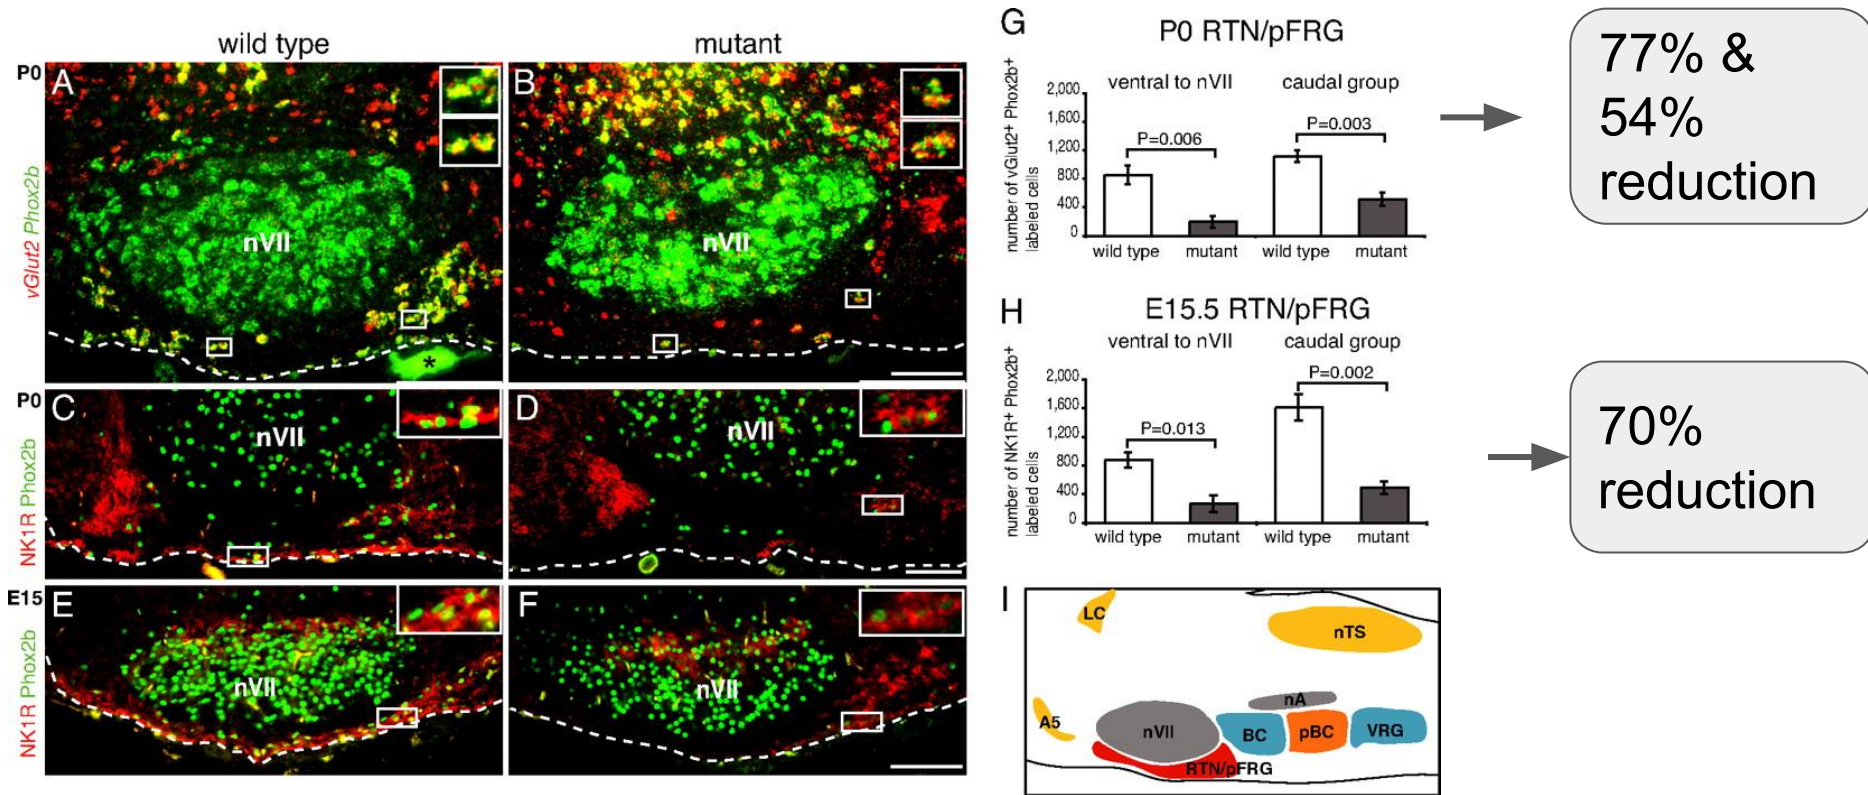 wild type
mutant
P0
A
B
vGlut2 Phox2b
nVII
nVII
*
P0
C
D
NK1R Phox2b
nVII
nVII
E15
E
F
NK1R Phox2b
nVII
nVII
G
P0 RTN/pFRG
ventral to nVII
caudal group
number of vGlut2+ Phox2b+
labeled cells
2,000
1,600
1,200
800
400
0
P=0.006
P=0.003
wild type
mutant
wild type
mutant
77% &
54%
reduction
H
E15.5 RTN/pFRG
ventral to nVII
caudal group
number of NK1R+ Phox2b+
labeled cells
2,000
1,600
1,200
800
400
0
P=0.013
P=0.002
wild type
mutant
wild type
mutant
70%
reduction
I
LC
nTS
A5
nVII
nA
BC
pBC
VRG
RTN/pFRG